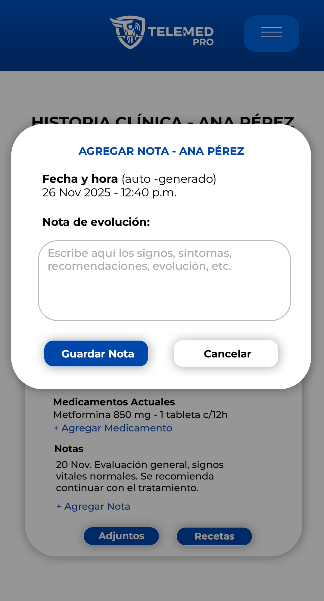 TELEMED
PRO
HISTORIA CLÍNICA - ANA PÉREZ
AGREGAR NOTA - ANA PÉREZ
Fecha y hora (auto -generado)
26 Nov 2025 - 12:40 p.m.
Nota de evolución:
Escribe aquí los signos, síntomas,
recomendaciones, evolución, etc.
Guardar Nota
Cancelar
Medicamentos Actuales
Metformina 850 mg - 1 tableta c/12h
+ Agregar Medicamento
Notas
20 Nov. Evaluación general, signos
vitales normales. Se recomienda
continuar con el tratamiento.
+ Agregar Nota
Adjuntos
Recetas